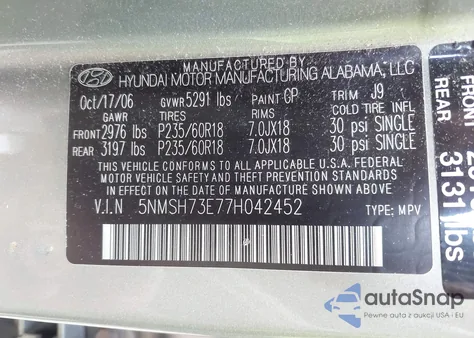 MANUFACTURED BY
HYUNDAI MOTOR MANUFACTURING ALABAMA, LLC
Oct/17/06 GVWR 5291 lbs PAINT CP TRIM J9
GAWR TIRES RIMS COLD TIRE INFL
FRONT 2976 lbs P235/60R18 7.0JX18 30 psi SINGLE
REAR 3197 lbs P235/60R18 7.0JX18 30 psi SINGLE
THIS VEHICLE CONFORMS TO ALL APPLICABLE U.S.A. FEDERAL
MOTOR VEHICLE SAFETY AND THEFT PREVENTION STANDARDS
IN EFFECT ON THE DATE OF MANUFACTURE SHOWN ABOVE.
V.I.N 5NMSH73E77H042452 TYPE: MPV
FRONT
REAR
3131 lbs
autoSnap
Used car auctions USA - EU